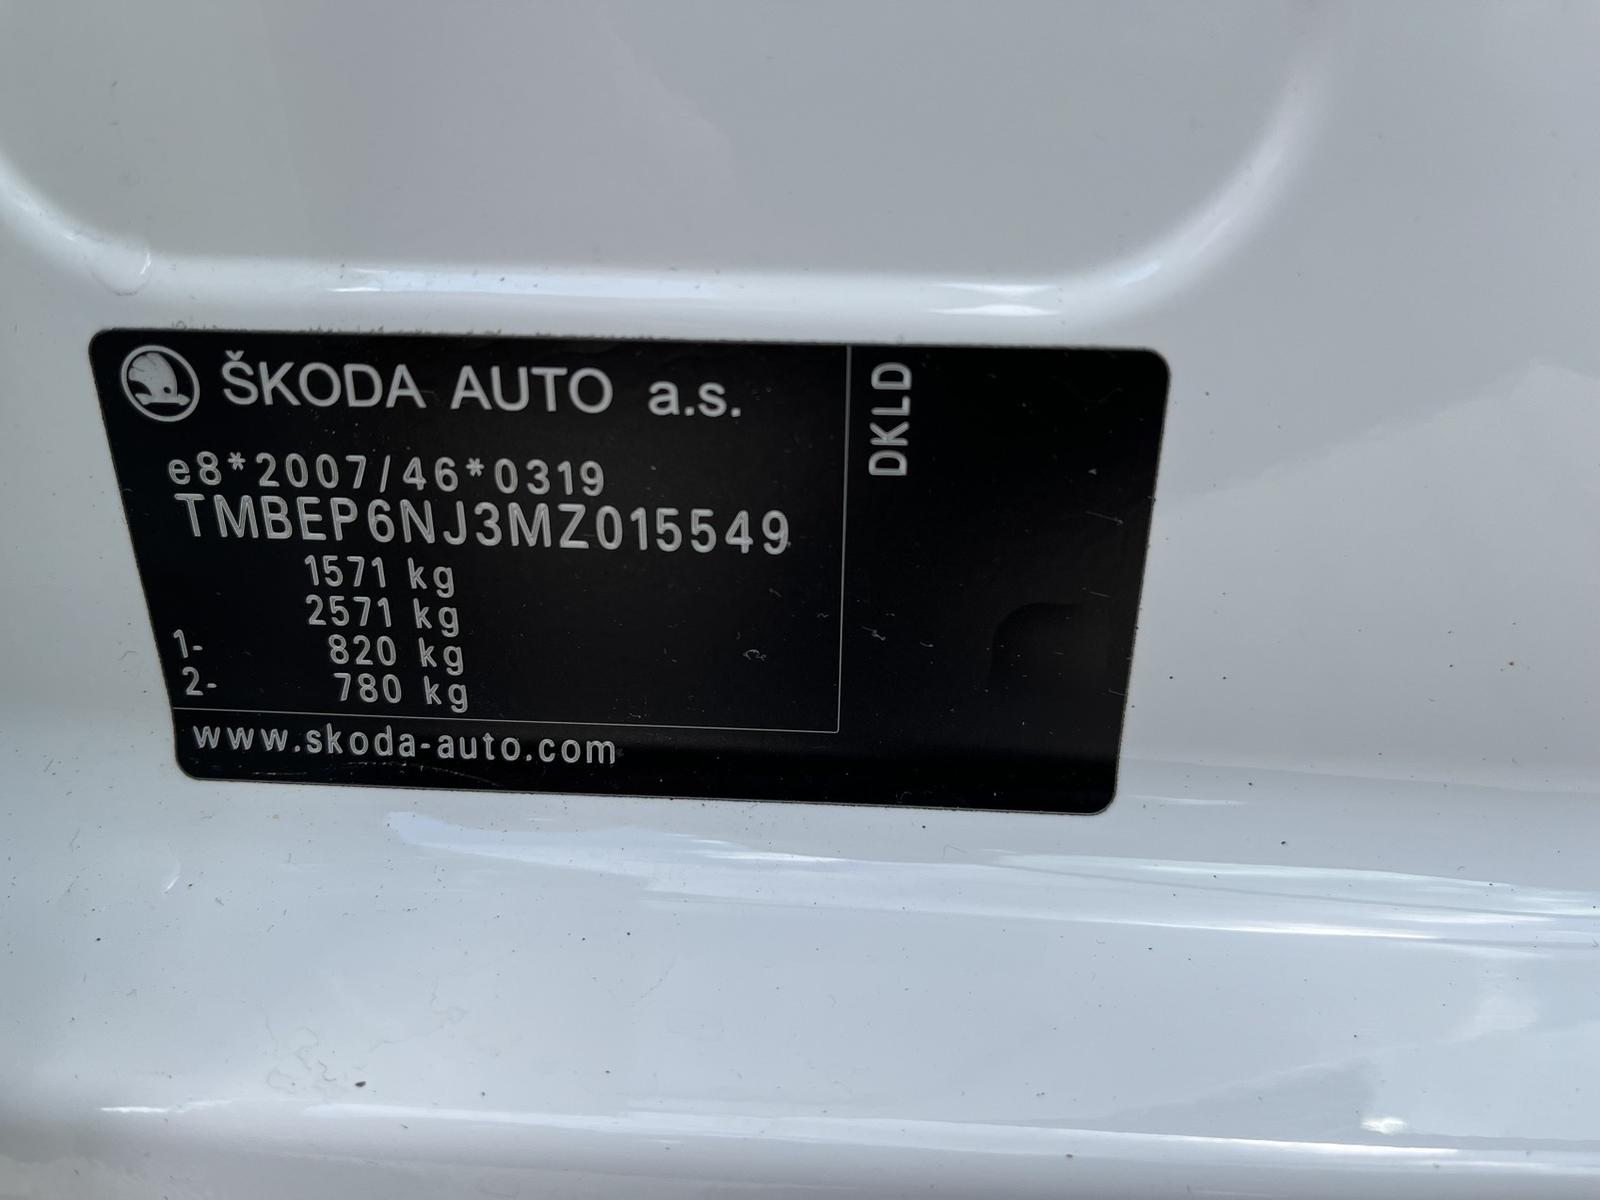 ŠKODA AUTO a.s.
e8*2007/46*0319
TMBEP6NJ3MZ015549
1571 kg
2571 kg
1- 820 kg
2- 780 kg
www.skoda-auto.com
DKLD